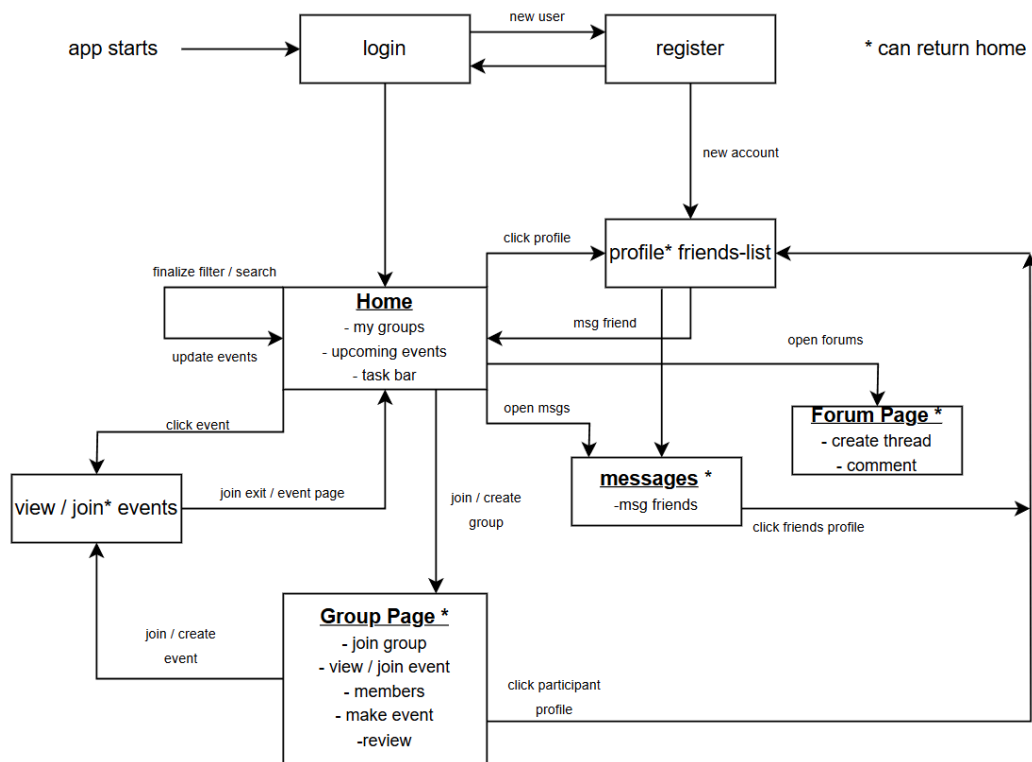 new user
app starts
login
register
* can return home
new account
click profile
profile* friends-list
finalize filter / search
Home
- my groups
- upcoming events
- task bar
msg friend
update events
open forums
open msgs
Forum Page *
- create thread
- comment
click event
messages *
-msg friends
view / join* events
join exit / event page
join / create
group
click friends profile
Group Page *
- join group
- view / join event
- members
- make event
-review
join / create
event
click participant
profile